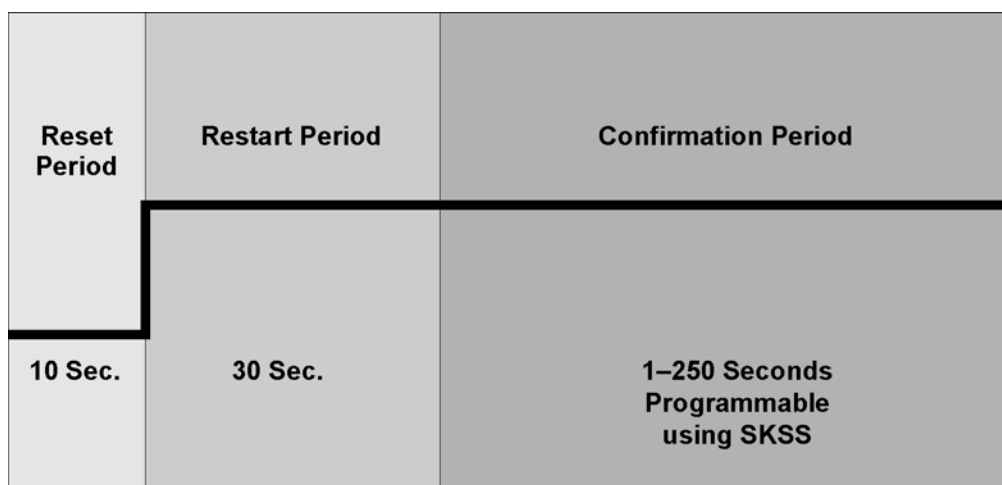 Reset
Period
Restart Period
Confirmation Period
10 Sec.
30 Sec.
1–250 Seconds
Programmable
using SKSS